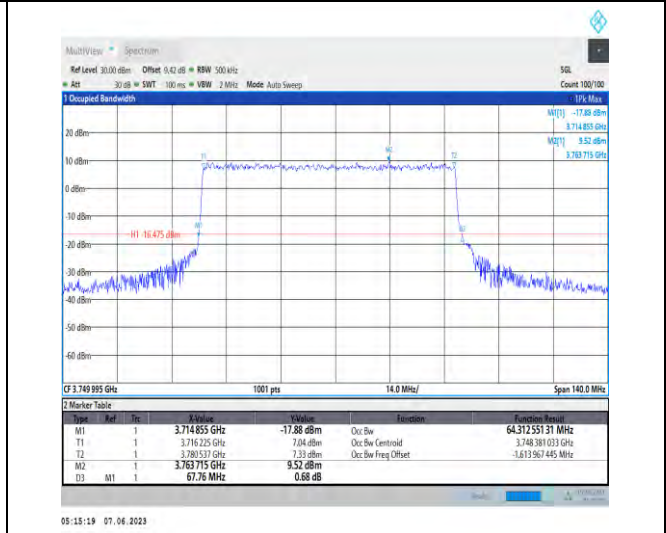 MultiView Spectrum
Ref Level 30.00 dBm Offset 9.42 dB RBW 500 kHz SGL
Att 30 dB SWT 100 ms VBW 2 MHz Mode Auto Sweep Count 100/100
1 Occupied Bandwidth 1Pk Max
M1[1] -17.88 dBm
3.714 855 GHz
M2[1] 9.52 dBm
3.763 715 GHz
20 dBm
10 dBm
T1 M2 T2
0 dBm
-10 dBm
M1 D3
H1 -16.475 dBm
-20 dBm
-30 dBm
-40 dBm
-50 dBm
-60 dBm
CF 3.749 995 GHz 1001 pts 14.0 MHz/ Span 140.0 MHz
2 Marker Table
Type Ref Trc X-Value Y-Value Function Function Result
M1 1 3.714 855 GHz -17.88 dBm Occ Bw 64.312 551 31 MHz
T1 1 3.716 225 GHz 7.04 dBm Occ Bw Centroid 3.748 381 033 GHz
T2 1 3.780 537 GHz 7.33 dBm Occ Bw Freq Offset -1.613 967 445 MHz
M2 1 3.763 715 GHz 9.52 dBm
D3 M1 1 67.76 MHz 0.68 dB
05:15:19 07.06.2023